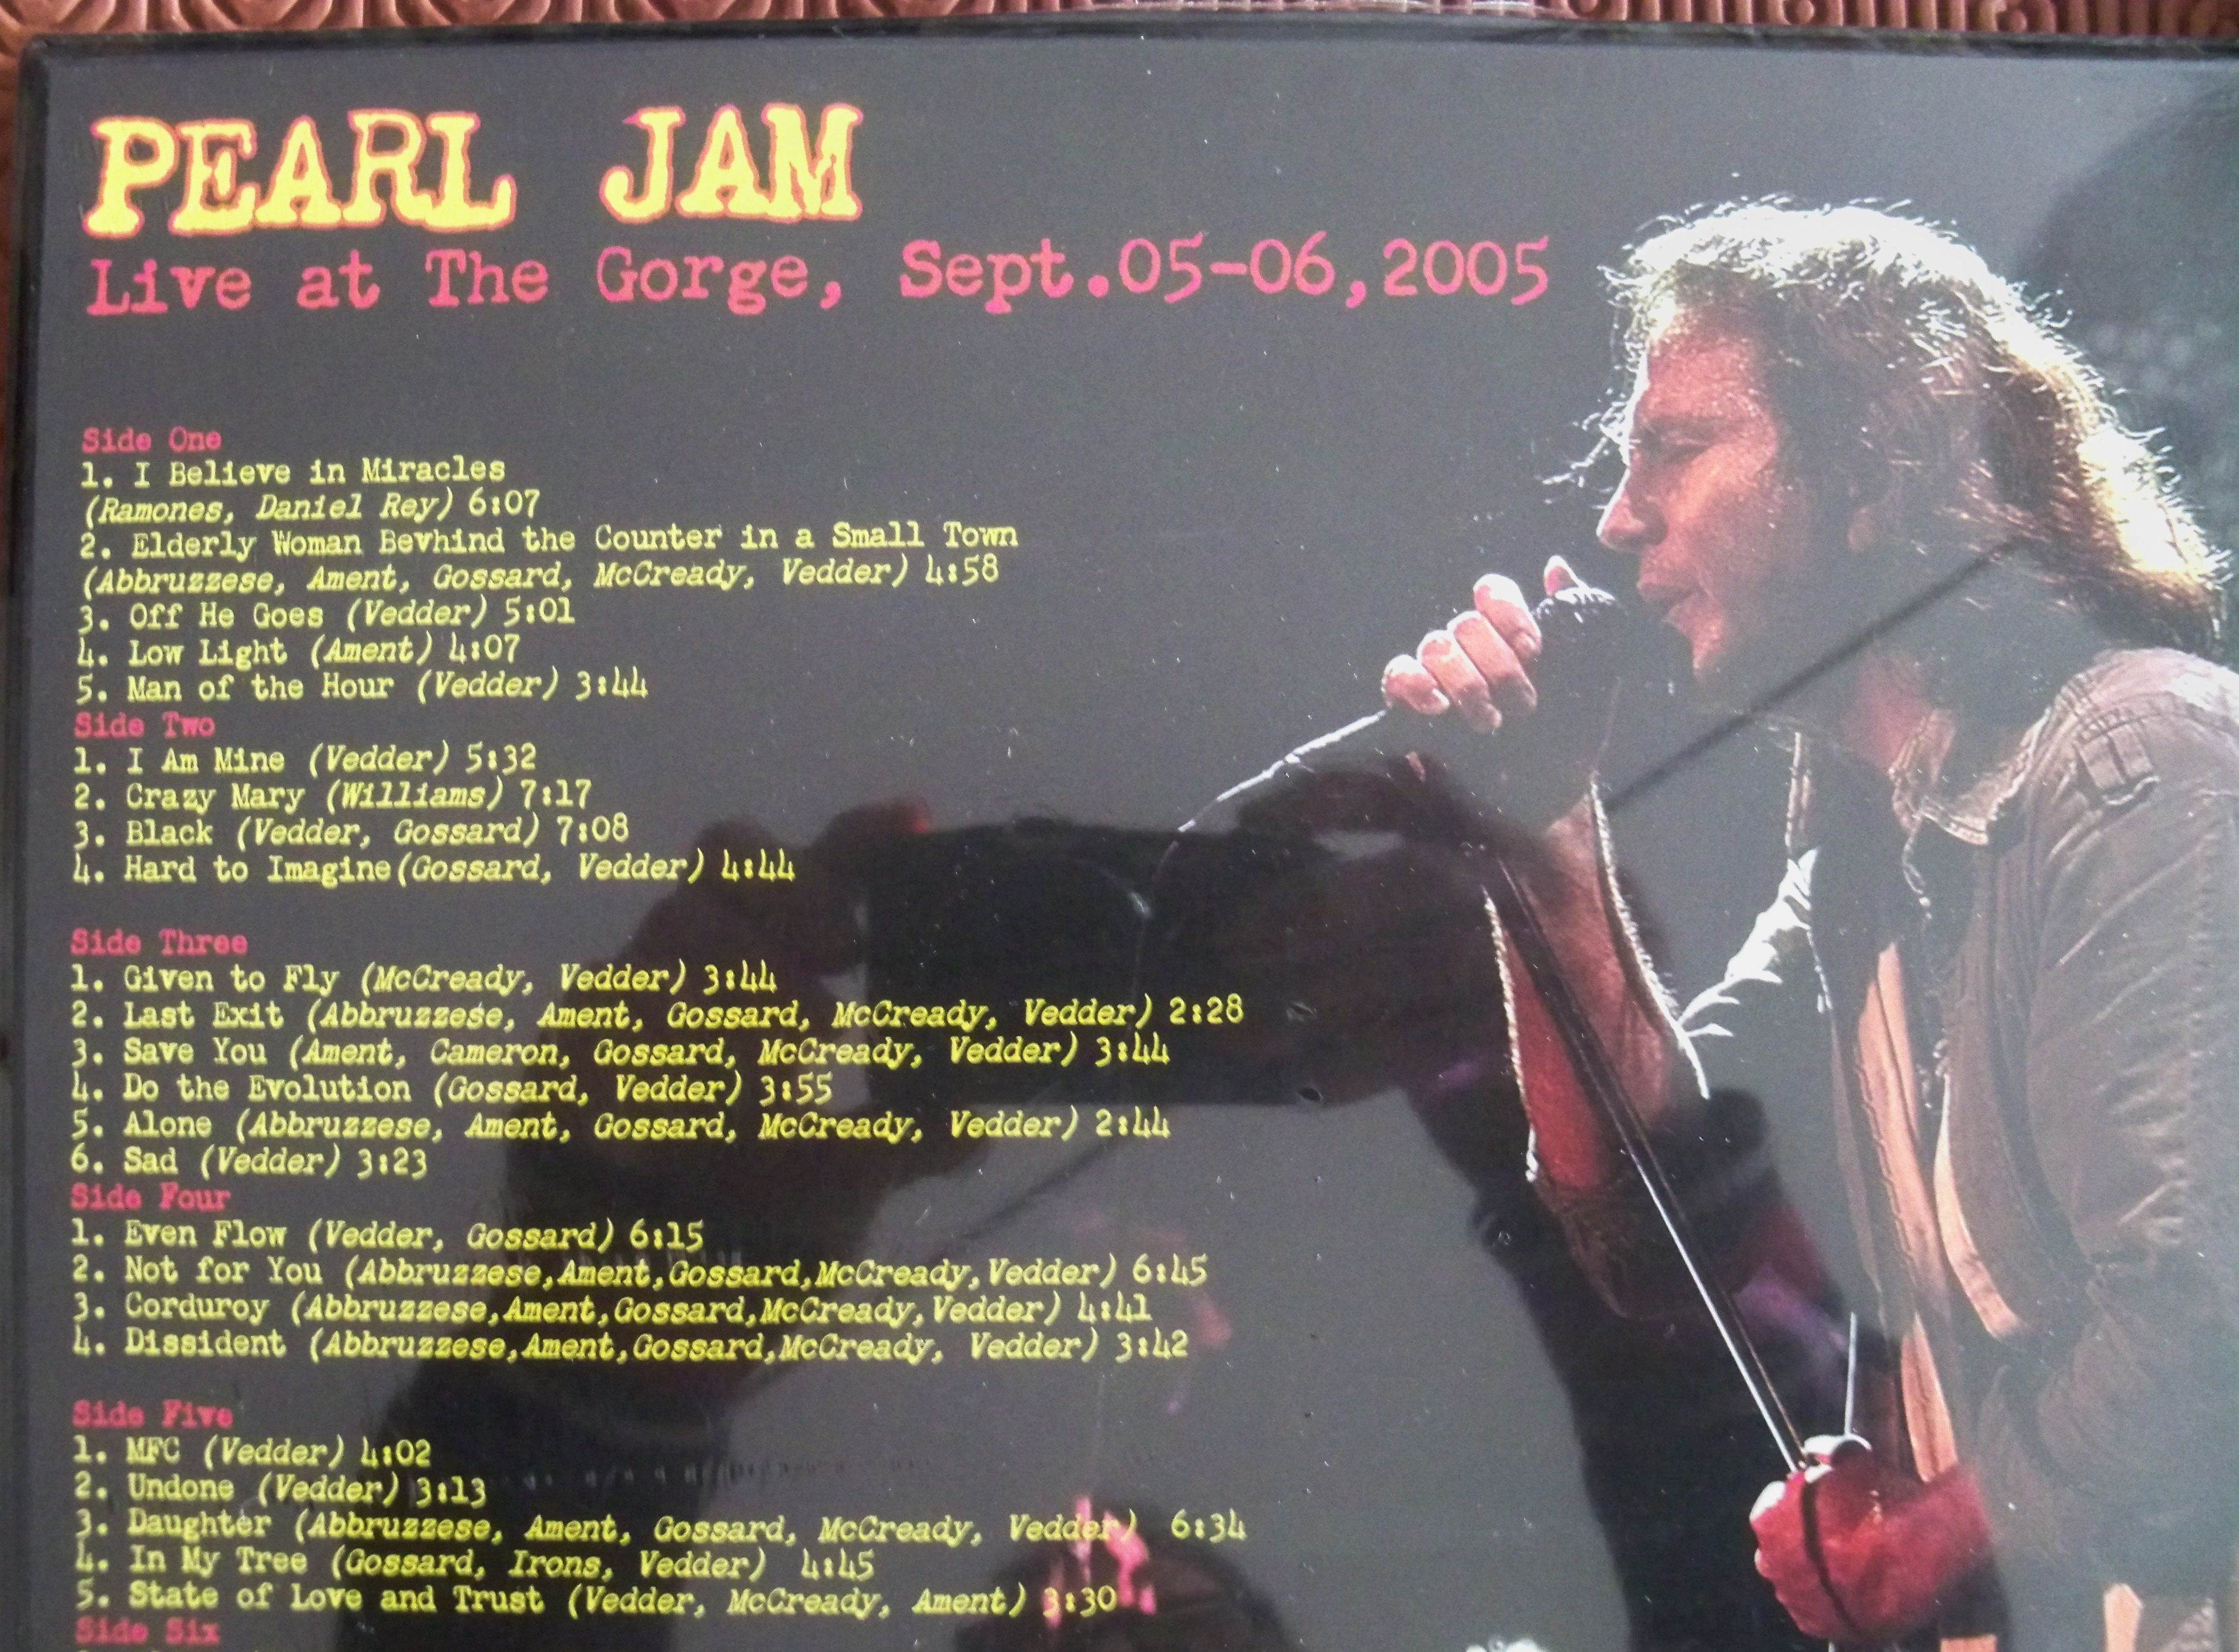 PEARL JAM
Live at The Gorge, Sept.05-06,2005
Side One
1. I Believe in Miracles
(Ramones, Daniel Rey) 6:07
2. Elderly Woman Bevhind the Counter in a Small Town
(Abbruzzese, Ament, Gossard, McCready, Vedder) 4:58
3. Off He Goes (Vedder) 5:01
4. Low Light (Ament) 4:07
5. Man of the Hour (Vedder) 3:44
Side Two
1. I Am Mine (Vedder) 5:32
2. Crazy Mary (Williams) 7:17
3. Black (Vedder, Gossard) 7:08
4. Hard to Imagine(Gossard, Vedder) 4:44
Side Three
1. Given to Fly (McCready, Vedder) 3:44
2. Last Exit (Abbruzzese, Ament, Gossard, McCready, Vedder) 2:28
3. Save You (Ament, Cameron, Gossard, McCready, Vedder) 3:44
4. Do the Evolution (Gossard, Vedder) 3:55
5. Alone (Abbruzzese, Ament, Gossard, McCready, Vedder) 2:44
6. Sad (Vedder) 3:23
Side Four
1. Even Flow (Vedder, Gossard) 6:15
2. Not for You (Abbruzzese,Ament,Gossard,McCready,Vedder) 6:45
3. Corduroy (Abbruzzese,Ament,Gossard,McCready,Vedder) 4:41
4. Dissident (Abbruzzese,Ament,Gossard,McCready, Vedder) 3:42
Side Five
1. MFC (Vedder) 4:02
2. Undone (Vedder) 3:13
3. Daughter (Abbruzzese, Ament, Gossard, McCready, Vedder) 6:34
4. In My Tree (Gossard, Irons, Vedder) 4:45
5. State of Love and Trust (Vedder, McCready, Ament) 3:30
Side Six